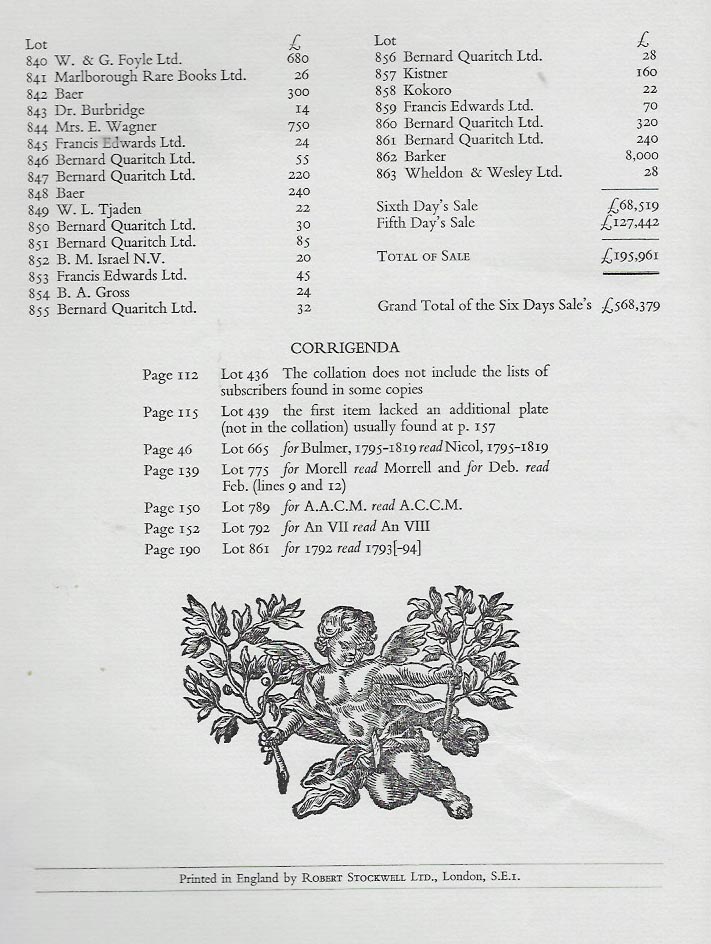 Lot £
840 W. & G. Foyle Ltd. 680
841 Marlborough Rare Books Ltd. 26
842 Baer 300
843 Dr. Burbridge 14
844 Mrs. E. Wagner 750
845 Francis Edwards Ltd. 24
846 Bernard Quaritch Ltd. 55
847 Bernard Quaritch Ltd. 220
848 Baer 240
849 W. L. Tjaden 22
850 Bernard Quaritch Ltd. 30
851 Bernard Quaritch Ltd. 85
852 B. M. Israel N.V. 20
853 Francis Edwards Ltd. 45
854 B. A. Gross 24
855 Bernard Quaritch Ltd. 32
Lot £
856 Bernard Quaritch Ltd. 28
857 Kistner 160
858 Kokoro 22
859 Francis Edwards Ltd. 70
860 Bernard Quaritch Ltd. 320
861 Bernard Quaritch Ltd. 240
862 Barker 8,000
863 Wheldon & Wesley Ltd. 28
Sixth Day's Sale £68,519
Fifth Day's Sale £127,442
TOTAL OF SALE £195,961
Grand Total of the Six Days Sale's £568,379
CORRIGENDA
Page 112 Lot 436 The collation does not include the lists of
subscribers found in some copies
Page 115 Lot 439 the first item lacked an additional plate
(not in the collation) usually found at p. 157
Page 46 Lot 665 for Bulmer, 1795-1819 read Nicol, 1795-1819
Page 139 Lot 775 for Morell read Morrell and for Deb. read
Feb. (lines 9 and 12)
Page 150 Lot 789 for A.A.C.M. read A.C.C.M.
Page 152 Lot 792 for An VII read An VIII
Page 190 Lot 861 for 1792 read 1793[-94]
Printed in England by ROBERT STOCKWELL LTD., London, S.E.1.